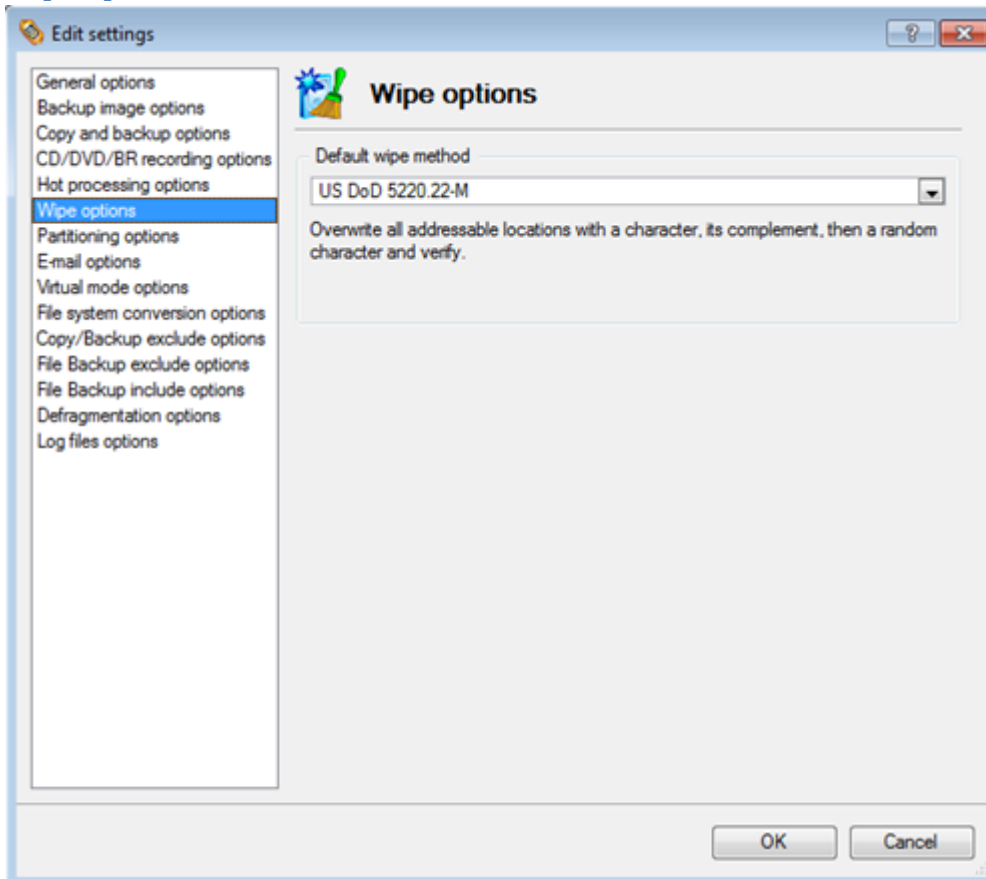 Edit settings
General options
Backup image options
Copy and backup options
CD/DVD/BR recording options
Hot processing options
Wipe options
Partitioning options
E-mail options
Virtual mode options
File system conversion options
Copy/Backup exclude options
File Backup exclude options
File Backup include options
Defragmentation options
Log files options
Wipe options
Default wipe method
US DoD 5220.22-M
Overwrite all addressable locations with a character, its complement, then a random
character and verify.
OK
Cancel